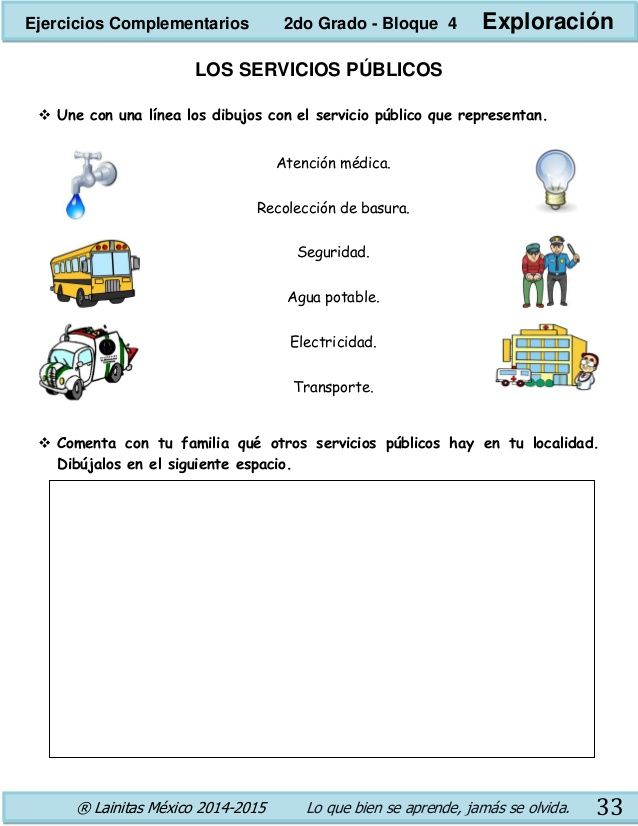 Ejercicios Complementarios 2do Grado - Bloque 4 Exploración
LOS SERVICIOS PÚBLICOS
❖ Une con una línea los dibujos con el servicio público que representan.
Atención médica.
Recolección de basura.
Seguridad.
Agua potable.
Electricidad.
Transporte.
❖ Comenta con tu familia qué otros servicios públicos hay en tu localidad.
Dibújalos en el siguiente espacio.
® Lainitas México 2014-2015 Lo que bien se aprende, jamás se olvida. 33